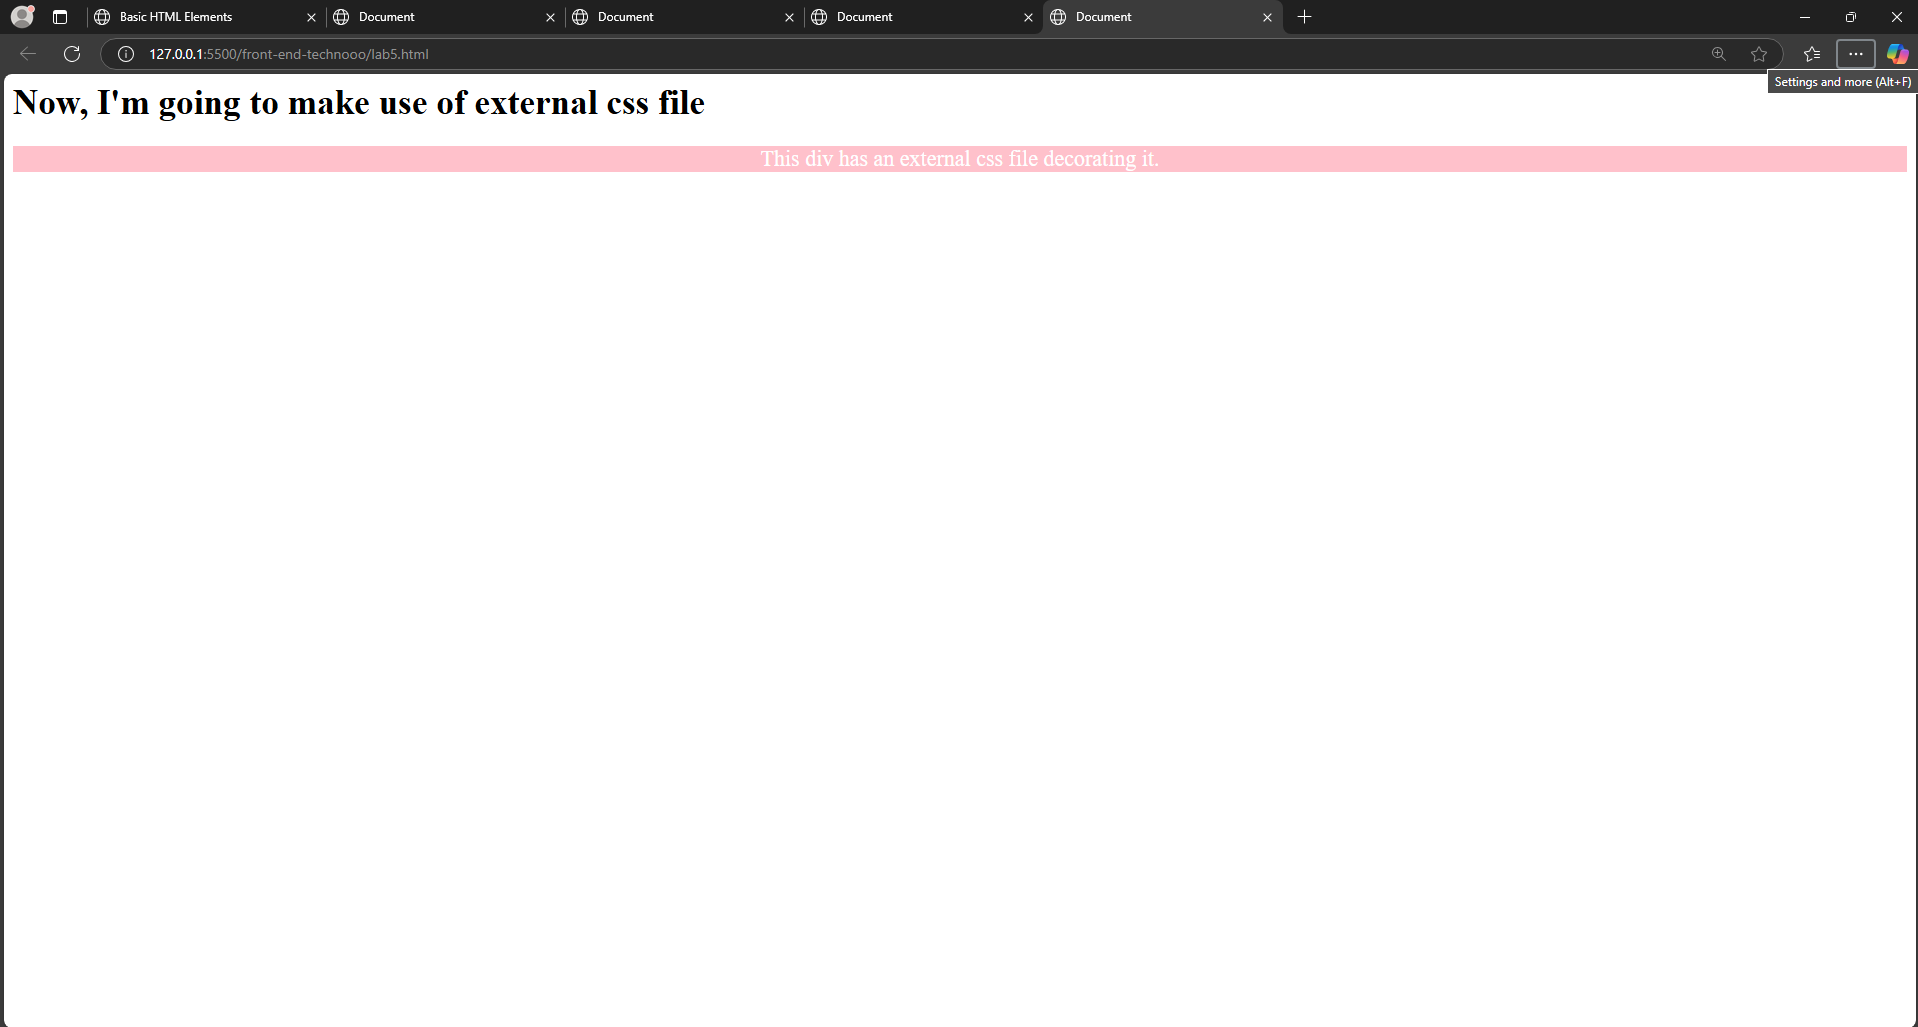 Basic HTML Elements
Document
Document
Document
Document
127.0.0.1:5500/front-end-technooo/lab5.html
Settings and more (Alt+F)
Now, I'm going to make use of external css file
This div has an external css file decorating it.